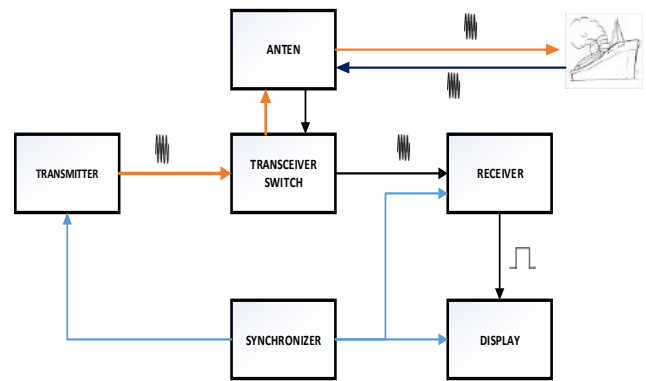 ANTEN
TRANSMITTER
TRANSCEIVER
SWITCH
RECEIVER
SYNCHRONIZER
DISPLAY